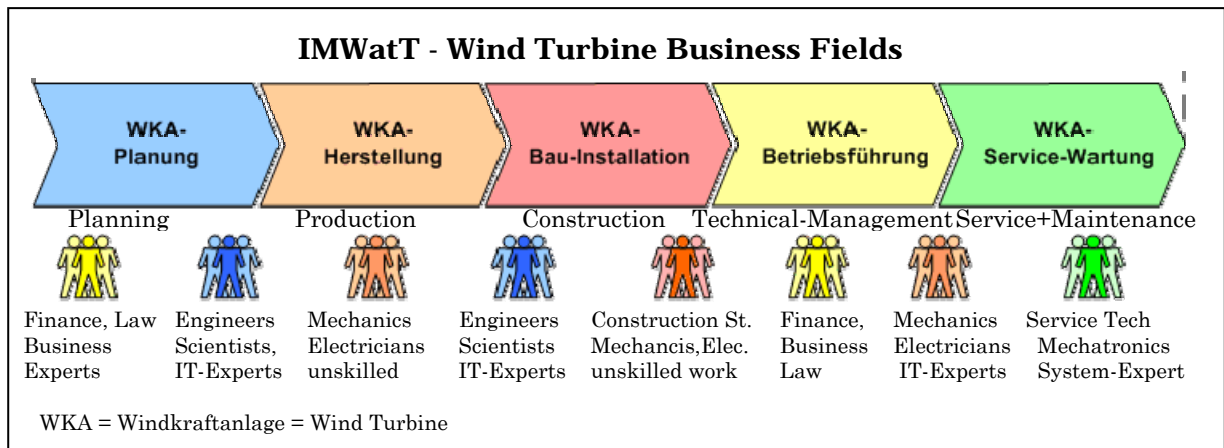 IMWatT - Wind Turbine Business Fields
WKA-
Planung
WKA-
Herstellung
WKA-
Bau-Installation
WKA-
Betriebsführung
WKA-
Service-Wartung
Planning
Production
Construction
Technical-Management
Service+Maintenance
Finance, Law
Business
Experts
Engineers
Scientists,
IT-Experts
Mechanics
Electricians
unskilled
Engineers
Scientists
IT-Experts
Construction St.
Mechancis,Elec.
unskilled work
Finance,
Business
Law
Mechanics
Electricians
IT-Experts
Service Tech
Mechatronics
System-Expert
WKA = Windkraftanlage = Wind Turbine